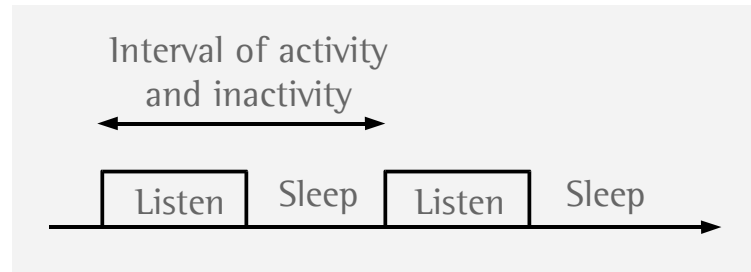 Interval of activity
and inactivity
Listen Sleep Listen Sleep